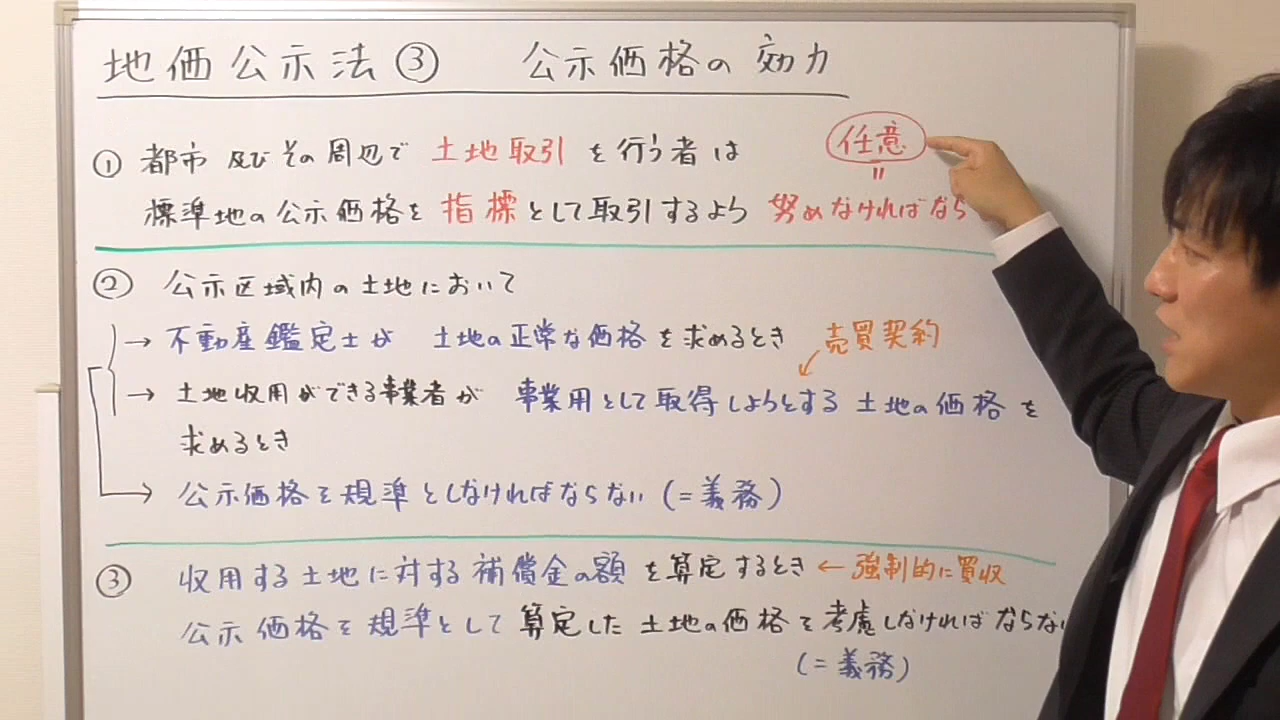 地価公示法③ 公示価格の効力
任意
〃
① 都市及びその周辺で 土地取引 を行う者は
標準地の公示価格を 指標 として取引するよう 努めなければなら
② 公示区域内の土地において
→ 不動産鑑定士が 土地の正常な価格を求めるとき 売買契約
→ 土地収用ができる事業者が 事業用として取得しようとする 土地の価格を
求めるとき
→ 公示価格を規準としなければならない (=義務)
③ 収用する土地に対する補償金の額を算定するとき ← 強制的に買収
公示価格を規準として算定した土地の価格を考慮しなければならない
(=義務)